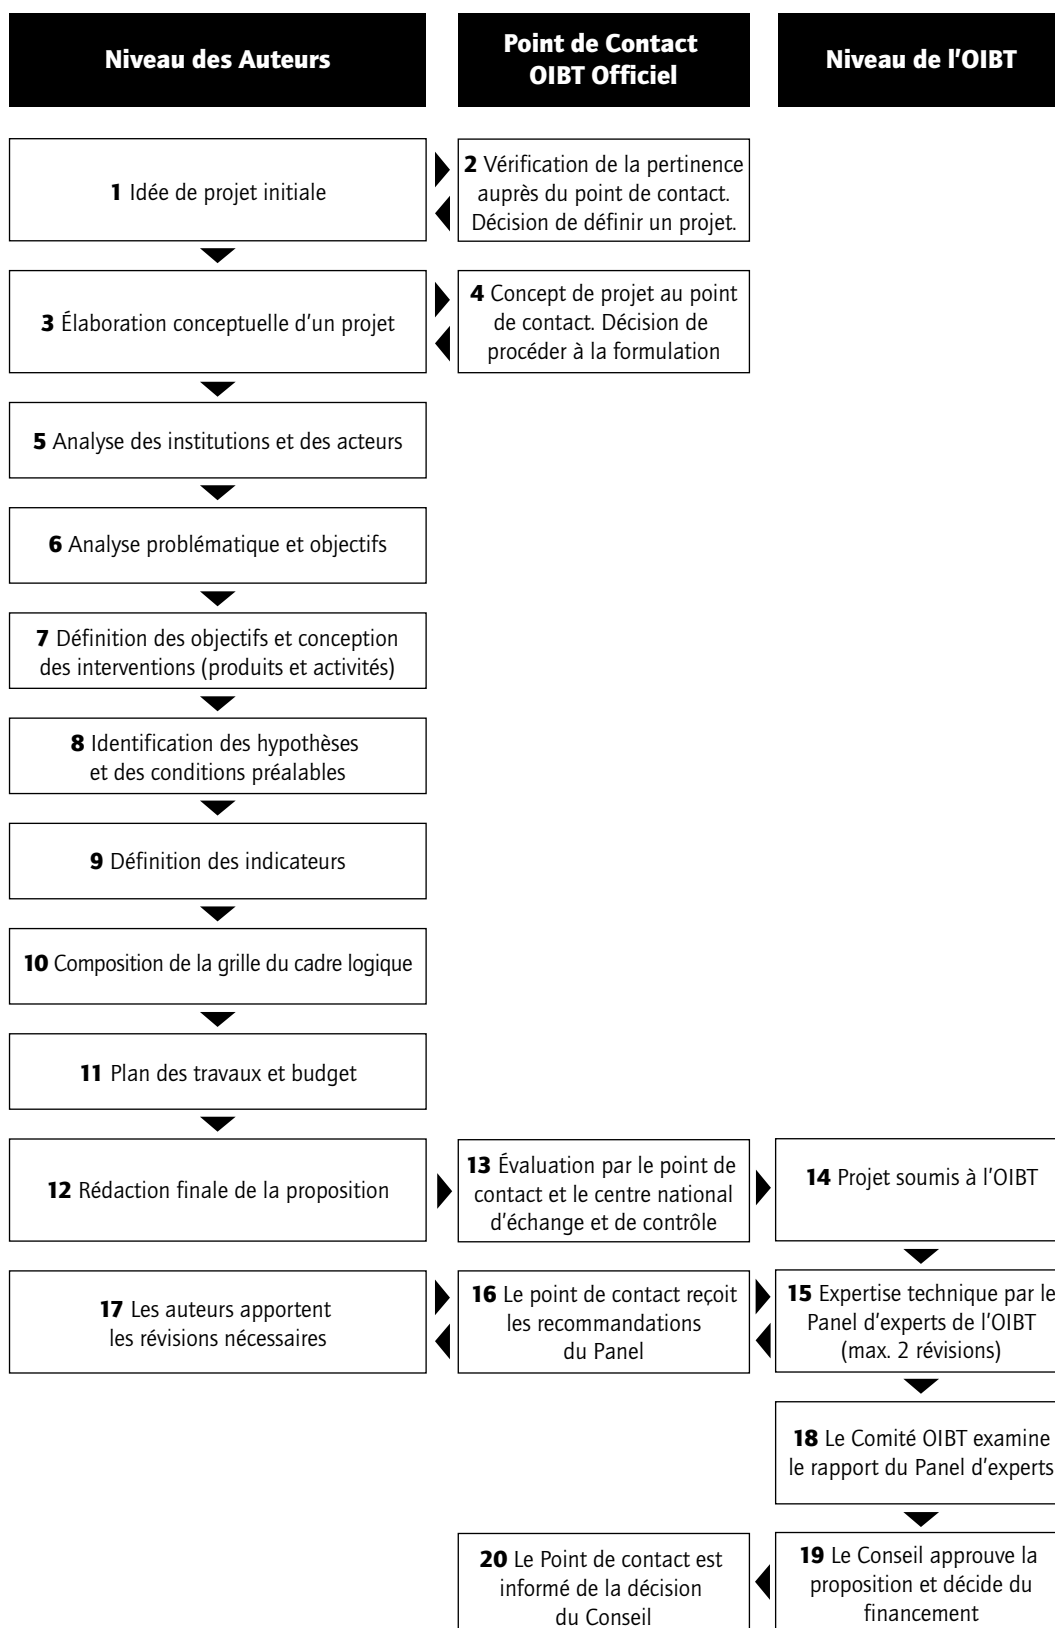 Niveau des Auteurs
Point de Contact
OIBT Officiel
Niveau de l'OIBT
1 Idée de projet initiale
2 Vérification de la pertinence
auprès du point de contact.
Décision de définir un projet.
3 Élaboration conceptuelle d'un projet
4 Concept de projet au point
de contact. Décision de
procéder à la formulation
5 Analyse des institutions et des acteurs
6 Analyse problématique et objectifs
7 Définition des objectifs et conception
des interventions (produits et activités)
8 Identification des hypothèses
et des conditions préalables
9 Définition des indicateurs
10 Composition de la grille du cadre logique
11 Plan des travaux et budget
12 Rédaction finale de la proposition
13 Évaluation par le point de
contact et le centre national
d'échange et de contrôle
14 Projet soumis à l'OIBT
17 Les auteurs apportent
les révisions nécessaires
16 Le point de contact reçoit
les recommandations
du Panel
15 Expertise technique par le
Panel d'experts de l'OIBT
(max. 2 révisions)
18 Le Comité OIBT examine
le rapport du Panel d'experts
20 Le Point de contact est
informé de la décision
du Conseil
19 Le Conseil approuve la
proposition et décide du
financement